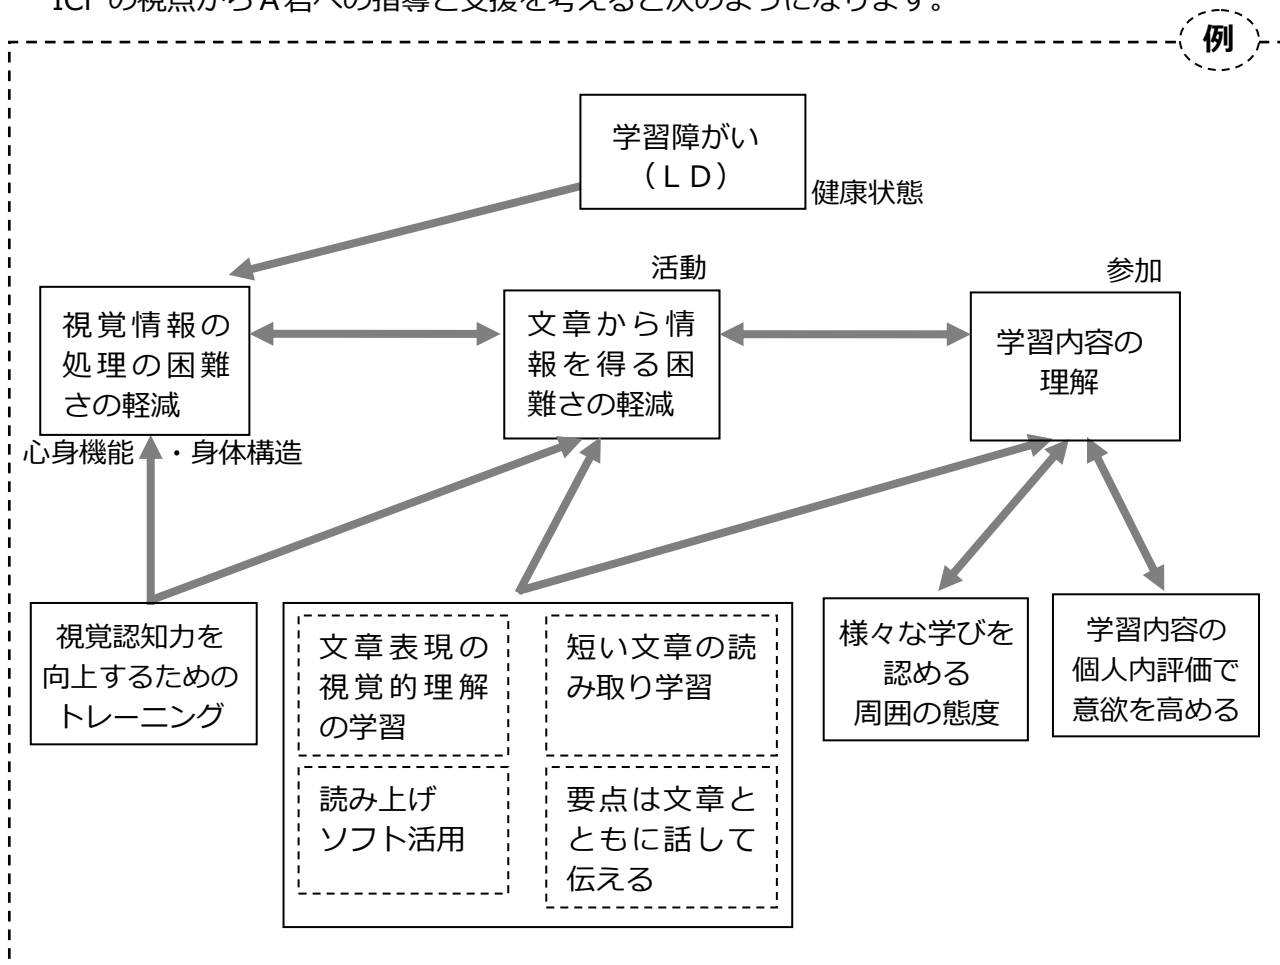 ICFの視点からA君への指導と支援を考えると次のようになります。
例
学習障がい
（ＬＤ）
健康状態
活動
参加
視覚情報の
処理の困難
さの軽減
文章から情
報を得る困
難さの軽減
学習内容の
理解
心身機能・身体構造
視覚認知力を
向上するための
トレーニング
文章表現の
視覚的理解
の学習
短い文章の読
み取り学習
読み上げ
ソフト活用
要点は文章と
ともに話して
伝える
様々な学びを
認める
周囲の態度
学習内容の
個人内評価で
意欲を高める